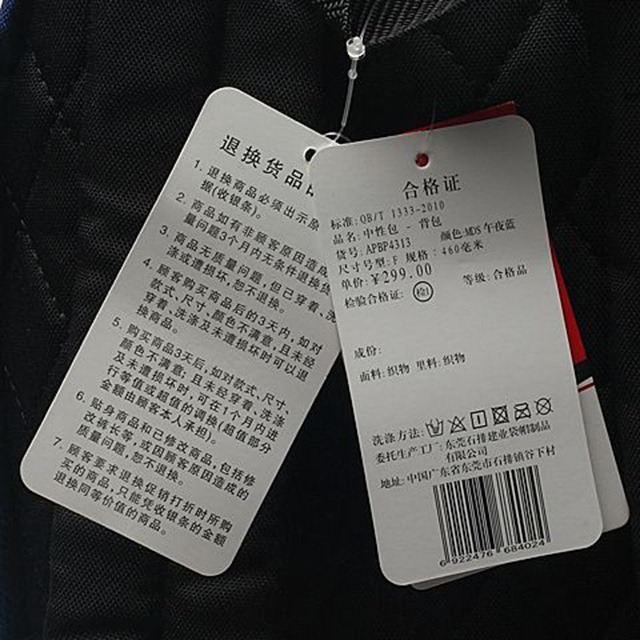 退换货品
1. 退换商品必须出示原
据(收银条)。
2. 商品如有非顾客原因造成
量问题3个月内无条件退换
3. 商品无质量问题，但已穿着、洗
涤或遭损坏，恕不退换。
4. 顾客购买商品后的3天内，如对
款式、尺寸、颜色不满意，且未经
穿着、洗涤及未遭损坏时可以退
换商品。
5. 购买商品3天后，如对款式、尺寸、
颜色不满意，且未经穿着、洗涤
及未遭损坏时，可在1个月内进
行等值或超值的调换(超值部分
金额由顾客本人承担)。
6. 贴身商品和已修改商品，包括修
改裤长等，或因顾客原因造成的
质量问题，恕不退换。
7. 顾客要求退换促销打折时所购
买的商品，只能凭收银条的金额
退换同等价值的商品。
合格证
标准: QB/T 1333-2010
品名: 中性包 - 背包
货号: APBP4313 颜色: MDS 午夜蓝
尺寸号型: F 规格: 460毫米
单价: ¥299.00 等级: 合格品
检验合格证: 检1
成份:
面料: 织物 里料: 织物
洗涤方法:
委托生产工厂: 东莞石排建业袋帽制品
有限公司
地址: 中国广东省东莞市石排镇谷下村
6 922476 684024